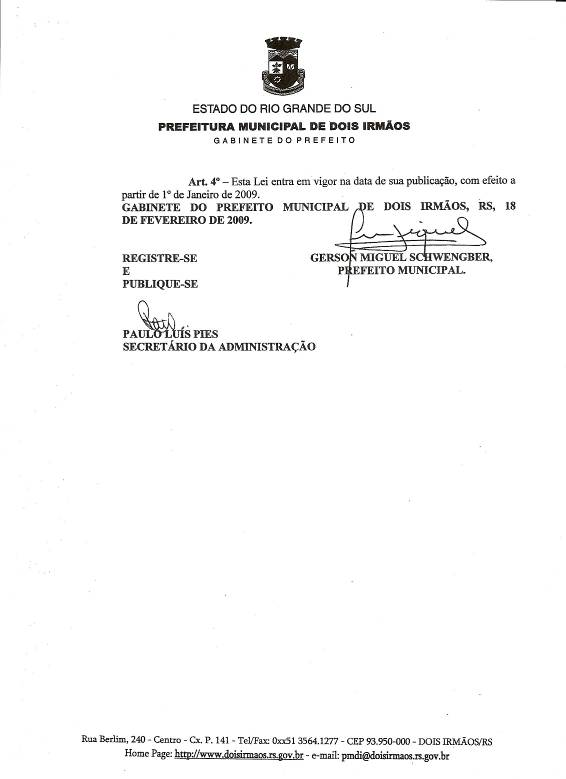 ESTADO DO RIO GRANDE DO SUL
PREFEITURA MUNICIPAL DE DOIS IRMÃOS
GABINETE DO PREFEITO
Art. 4º – Esta Lei entra em vigor na data de sua publicação, com efeito a
partir de 1º de Janeiro de 2009.
GABINETE DO PREFEITO MUNICIPAL DE DOIS IRMÃOS, RS, 18
DE FEVEREIRO DE 2009.
REGISTRE-SE
E
PUBLIQUE-SE
GERSON MIGUEL SCHWENGBER,
PREFEITO MUNICIPAL.
PAULO LUÍS PIES
SECRETÁRIO DA ADMINISTRAÇÃO
Rua Berlim, 240 - Centro - Cx. P. 141 - Tel/Fax: 0xx51 3564.1277 - CEP 93.950-000 - DOIS IRMÃOS/RS
Home Page: http://www.doisirmaos.rs.gov.br - e-mail: pmdi@doisirmaos.rs.gov.br